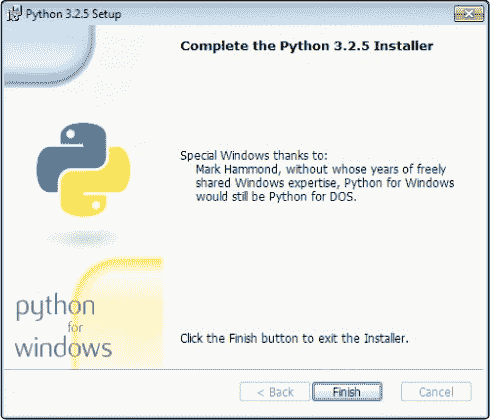 Python 3.2.5 Setup
Complete the Python 3.2.5 Installer
Special Windows thanks to:
Mark Hammond, without whose years of freely
shared Windows expertise, Python for Windows
would still be Python for DOS.
python
for
windows
Click the Finish button to exit the Installer.
< Back
Finish
Cancel